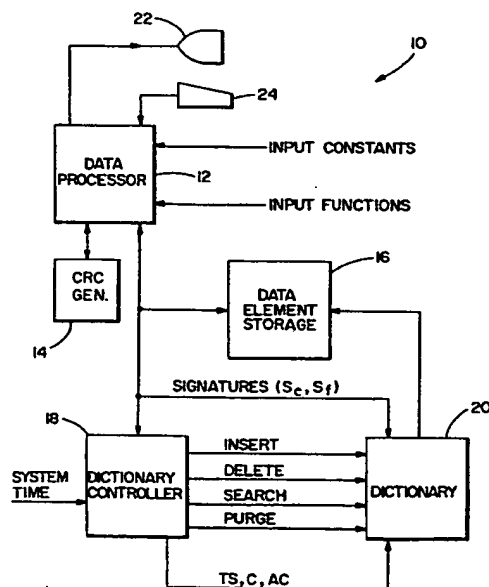 22
10
24
DATA
PROCESSOR
12
INPUT CONSTANTS
INPUT FUNCTIONS
CRC
GEN.
14
16
DATA
ELEMENT
STORAGE
SIGNATURES (Sc, Sf)
18
20
SYSTEM
TIME
DICTIONARY
CONTROLLER
INSERT
DELETE
SEARCH
PURGE
DICTIONARY
TS, C, AC